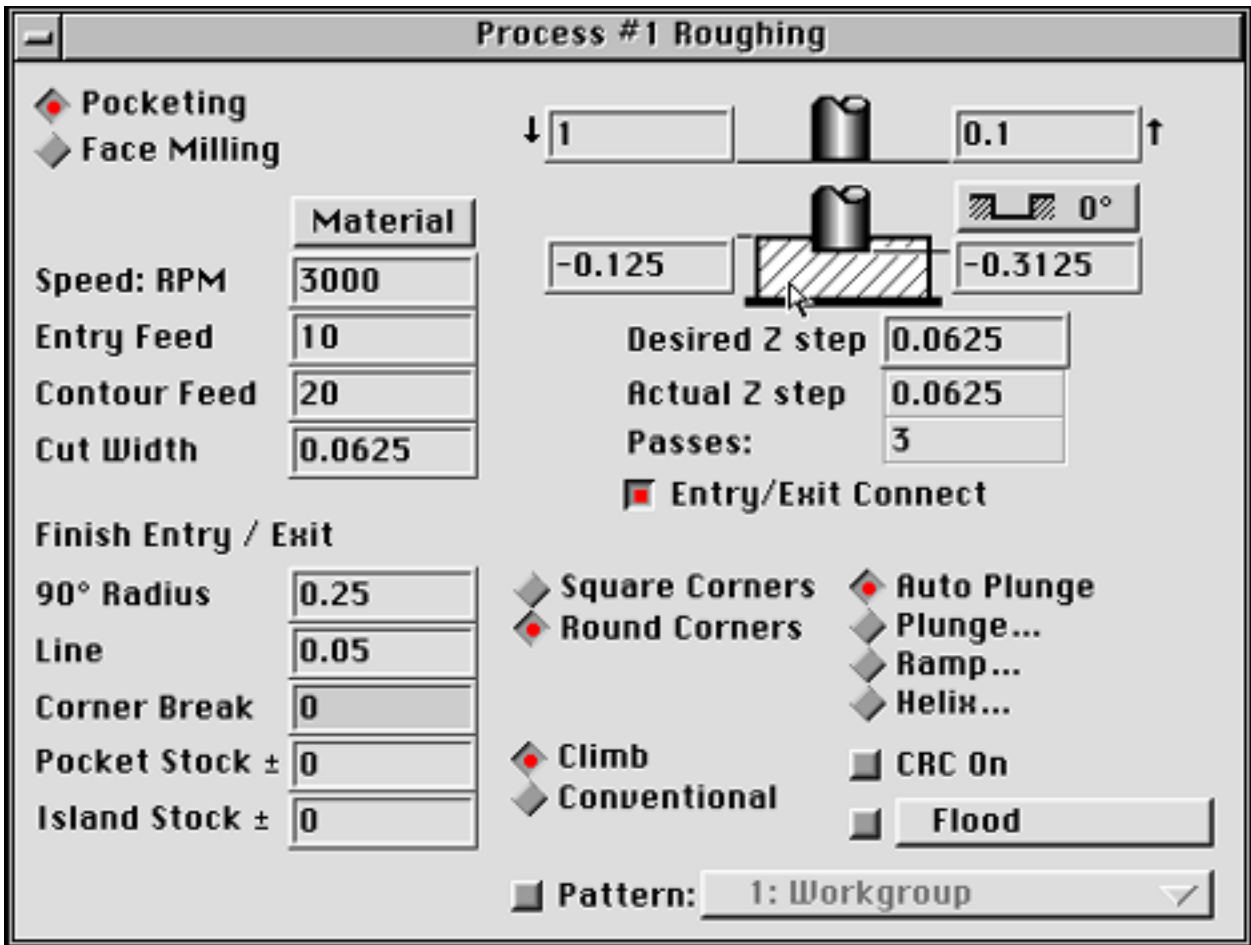 Process #1 Roughing
Pocketing
Face Milling
↓ 1
0.1 ↑
0°
Material
-0.125
-0.3125
Speed: RPM 3000
Entry Feed 10
Contour Feed 20
Cut Width 0.0625
Desired Z step 0.0625
Actual Z step 0.0625
Passes: 3
Entry/Exit Connect
Finish Entry / Exit
90° Radius 0.25
Line 0.05
Corner Break 0
Pocket Stock ± 0
Island Stock ± 0
Square Corners
Round Corners
Auto Plunge
Plunge...
Ramp...
Helix...
Climb
Conventional
CRC On
Flood
Pattern: 1: Workgroup